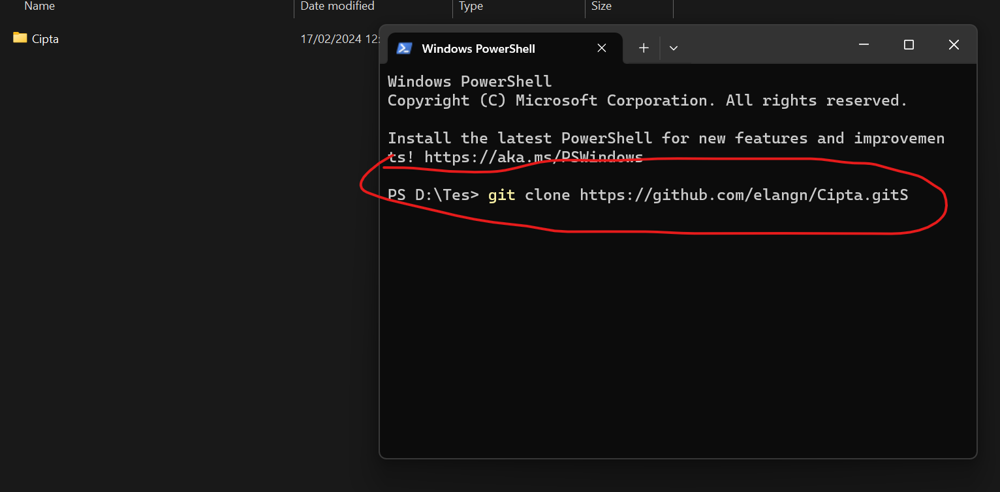 Name Date modified Type Size
Cipta 17/02/2024 12:
Windows PowerShell
Windows PowerShell
Copyright (C) Microsoft Corporation. All rights reserved.
Install the latest PowerShell for new features and improvemen
ts! https://aka.ms/PSWindows
PS D:\Tes> git clone https://github.com/elangn/Cipta.gitS